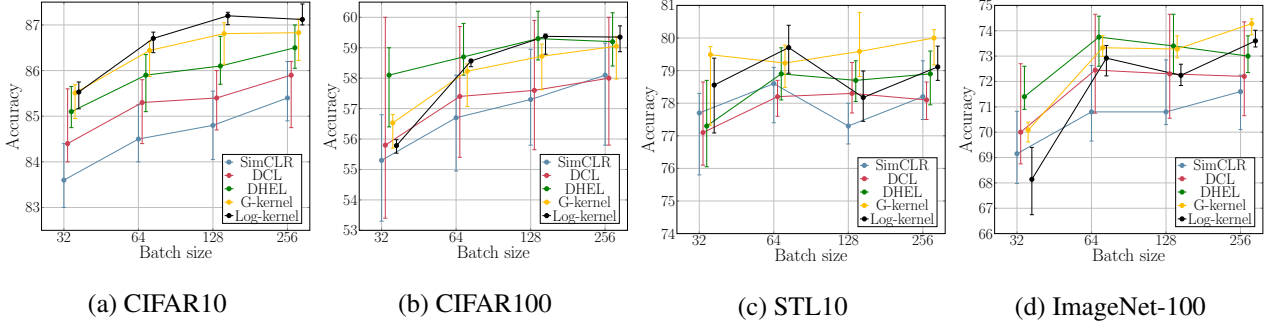 Accuracy
87
86
85
84
83
32
64
128
256
Batch size
SimCLR
DCL
DHEL
G-kernel
Log-kernel
(a) CIFAR10
Accuracy
60
59
58
57
56
55
54
53
32
64
128
256
Batch size
SimCLR
DCL
DHEL
G-kernel
Log-kernel
(b) CIFAR100
Accuracy
81
80
79
78
77
76
75
74
32
64
128
256
Batch size
SimCLR
DCL
DHEL
G-kernel
Log-kernel
(c) STL10
Accuracy
75
74
73
72
71
70
69
68
67
66
32
64
128
256
Batch size
SimCLR
DCL
DHEL
G-kernel
Log-kernel
(d) ImageNet-100